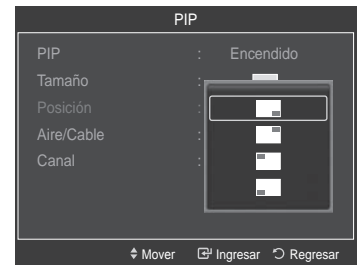 PIP
PIP : Encendido
Tamaño :
Posición :
Aire/Cable :
Canal :
Mover Ingresar Regresar